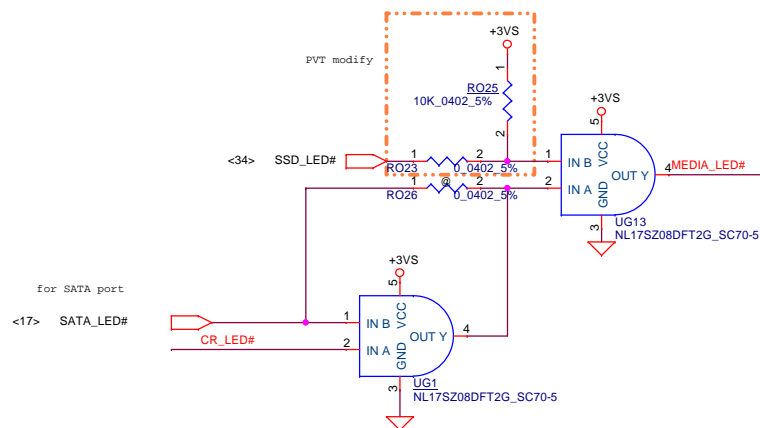 +3VS
PVT modify
1
RO25
10K_0402_5%
2
+3VS
5
<34> SSD_LED#
1
2
1
RO23
0_0402_5%
IN B
VCC
OUT Y
4
MEDIA_LED#
1
@
2
2
IN A
GND
RO26
0_0402_5%
3
UG13
NL17SZ08DFT2G_SC70-5
+3VS
for SATA port
5
<17> SATA_LED#
1
IN B
VCC
OUT Y
4
CR_LED#
2
IN A
GND
3
UG1
NL17SZ08DFT2G_SC70-5